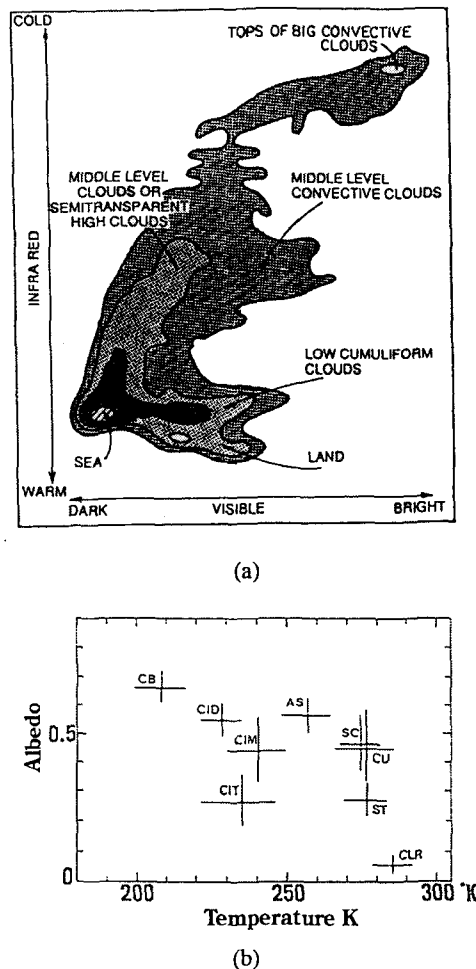 COLD
TOPS OF BIG CONVECTIVE
CLOUDS
MIDDLE LEVEL
CLOUDS OR
SEMITRANSPARENT
HIGH CLOUDS
MIDDLE LEVEL
CONVECTIVE CLOUDS
INFRA RED
LOW CUMULIFORM
CLOUDS
SEA
LAND
WARM
DARK
VISIBLE
BRIGHT
(a)
CB
CID
AS
CIM
SC
CU
CIT
ST
CLR
Albedo
0.5
0
200
250
300 °K
Temperature K
(b)